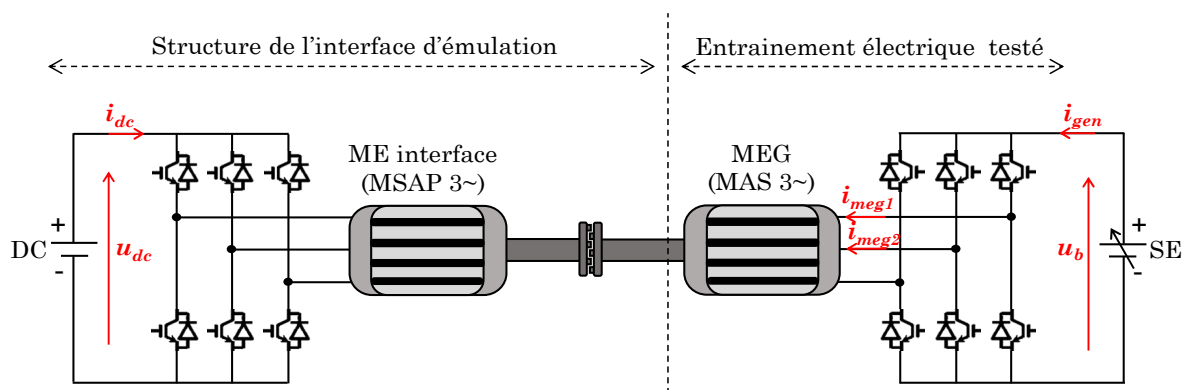 Structure de l'interface d'émulation
Entrainement électrique testé
i_dc
i_gen
ME interface
(MSAP 3~)
MEG
(MAS 3~)
i_meg1
i_meg2
+
DC
-
u_dc
u_b
+
SE
-